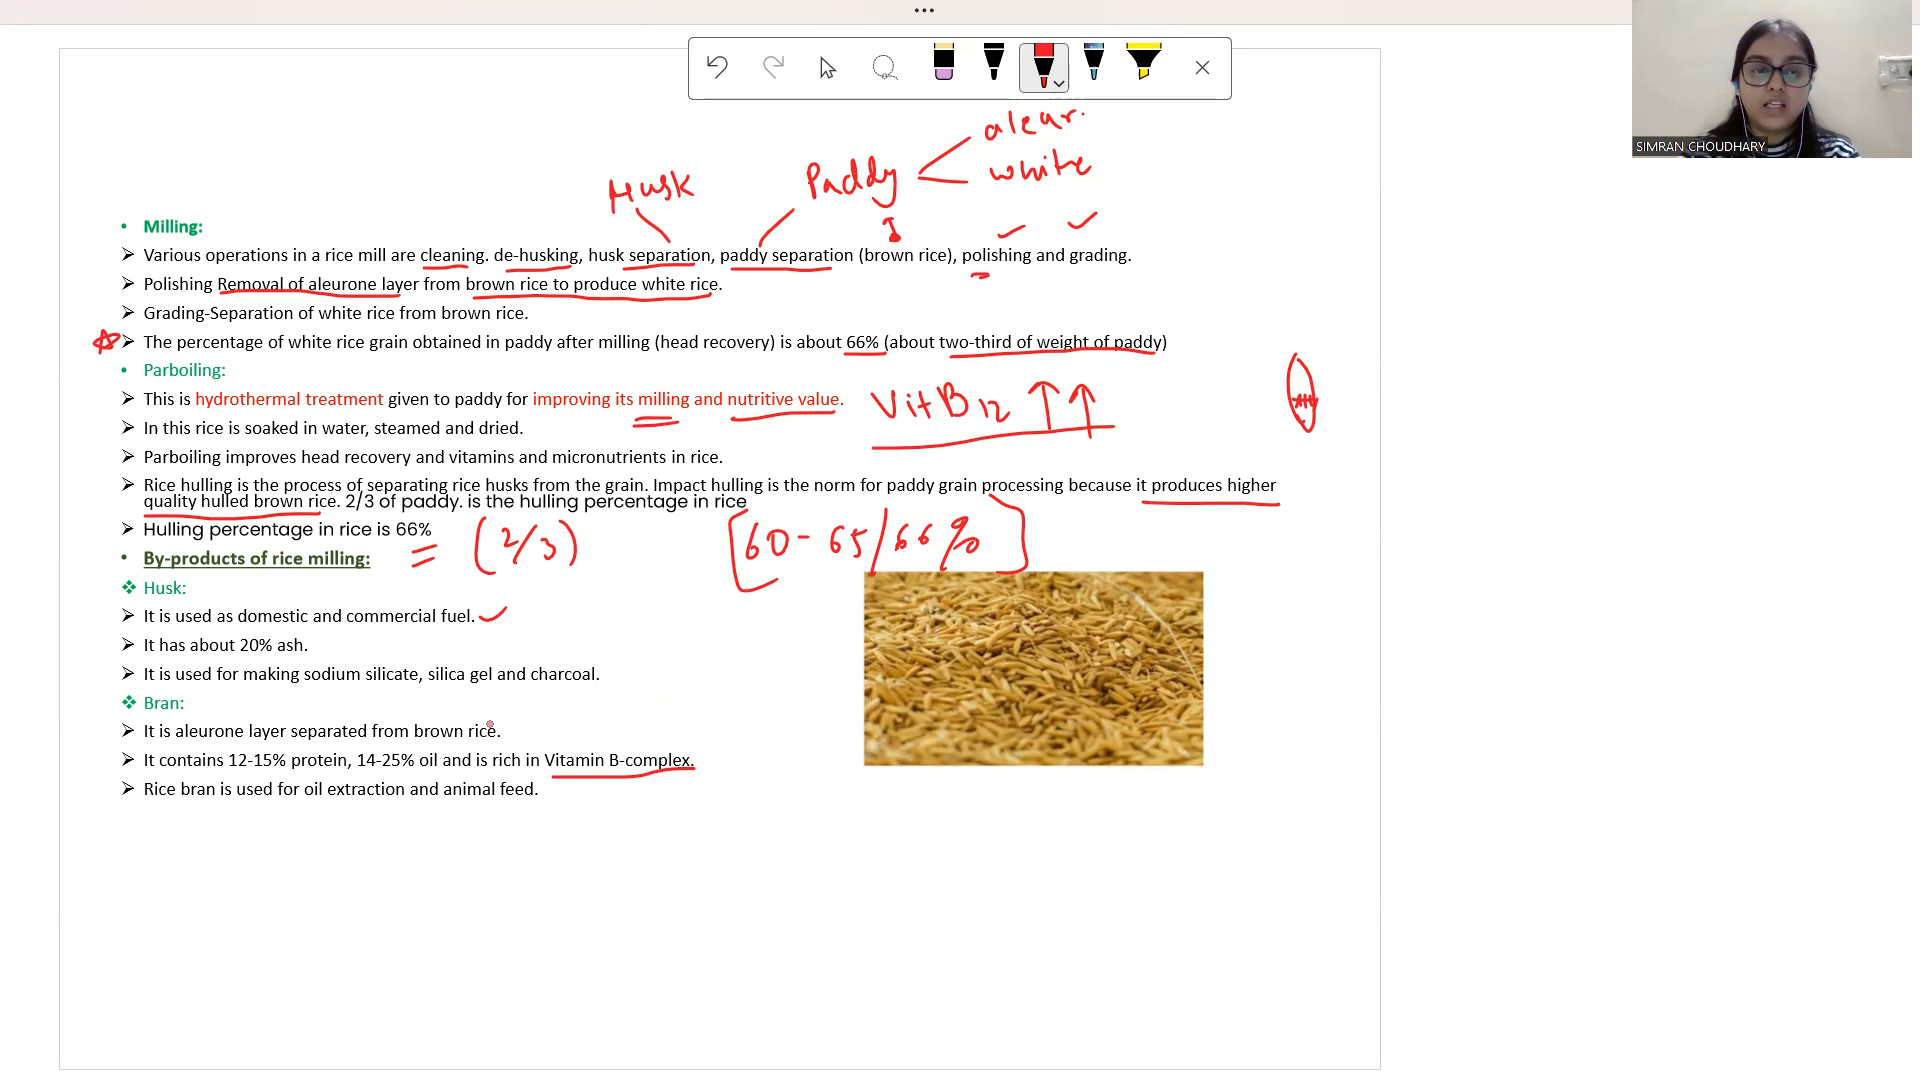 ...
SIMRAN CHOUDHARY
alear.
Husk
Paddy
white
• Milling:
➢ Various operations in a rice mill are cleaning. de-husking, husk separation, paddy separation (brown rice), polishing and grading.
➢ Polishing Removal of aleurone layer from brown rice to produce white rice.
➢ Grading-Separation of white rice from brown rice.
➢ The percentage of white rice grain obtained in paddy after milling (head recovery) is about 66% (about two-third of weight of paddy)
• Parboiling:
➢ This is hydrothermal treatment given to paddy for improving its milling and nutritive value.
Vit B12 ↑↑
➢ In this rice is soaked in water, steamed and dried.
➢ Parboiling improves head recovery and vitamins and micronutrients in rice.
➢ Rice hulling is the process of separating rice husks from the grain. Impact hulling is the norm for paddy grain processing because it produces higher
quality hulled brown rice. 2/3 of paddy. is the hulling percentage in rice
➢ Hulling percentage in rice is 66%
= (2/3)
[60-65/66%]
• By-products of rice milling:
❖ Husk:
➢ It is used as domestic and commercial fuel.
➢ It has about 20% ash.
➢ It is used for making sodium silicate, silica gel and charcoal.
❖ Bran:
➢ It is aleurone layer separated from brown rice.
➢ It contains 12-15% protein, 14-25% oil and is rich in Vitamin B-complex.
➢ Rice bran is used for oil extraction and animal feed.